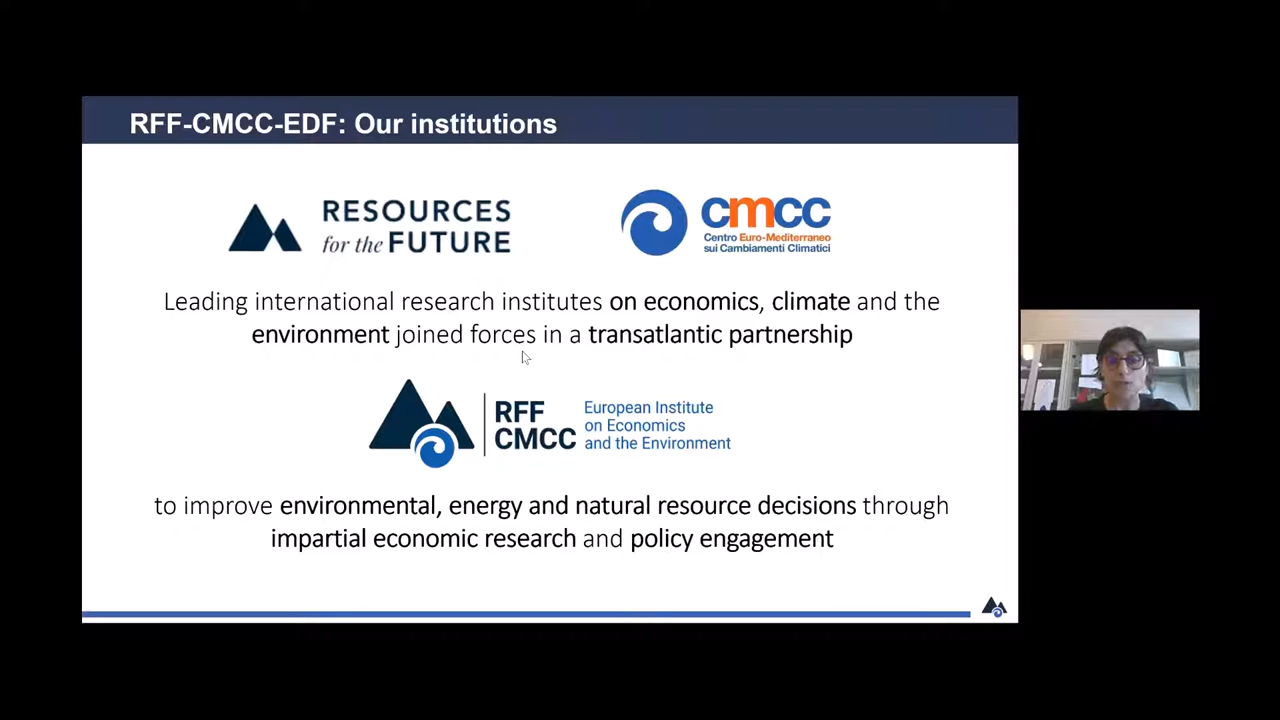 RFF-CMCC-EDF: Our institutions
RESOURCES
for the FUTURE
cmcc
Centro Euro-Mediterraneo
sui Cambiamenti Climatici
Leading international research institutes on economics, climate and the
environment joined forces in a transatlantic partnership
RFF
CMCC
European Institute
on Economics
and the Environment
to improve environmental, energy and natural resource decisions through
impartial economic research and policy engagement